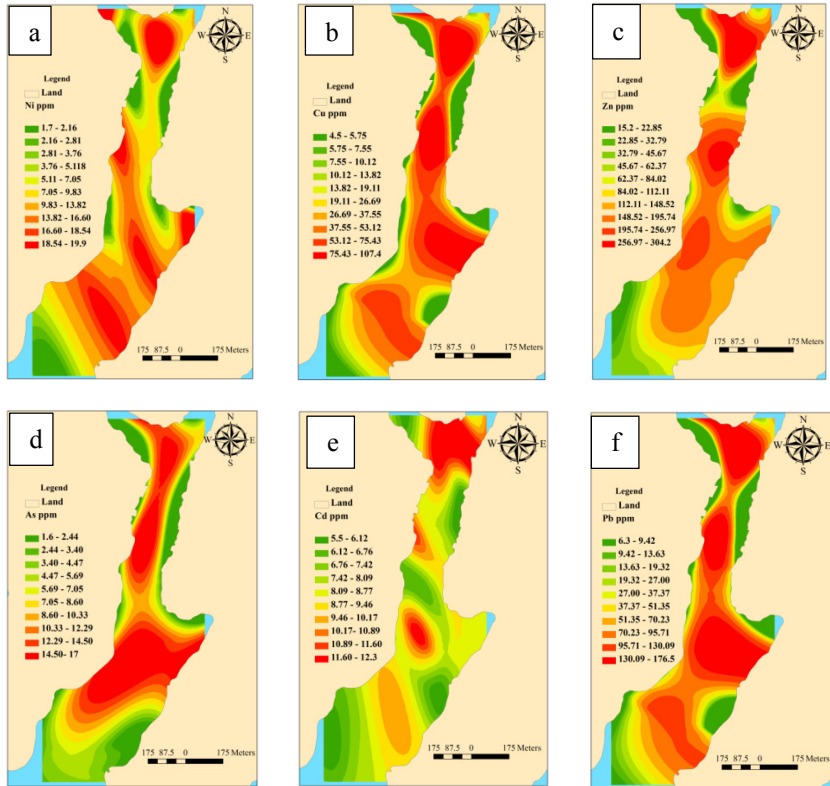 a
N
W E
S
Legend
Land
Ni ppm
1.7 - 2.16
2.16 - 2.81
2.81 - 3.76
3.76 - 5.118
5.11 - 7.05
7.05 - 9.83
9.83 - 13.82
13.82 - 16.60
16.60 - 18.54
18.54 - 19.9
175 87.5 0 175 Meters
b
N
W E
S
Legend
Land
Cu ppm
4.5 - 5.75
5.75 - 7.55
7.55 - 10.12
10.12 - 13.82
13.82 - 19.11
19.11 - 26.69
26.69 - 37.55
37.55 - 53.12
53.12 - 75.43
75.43 - 107.4
175 87.5 0 175 Meters
c
N
W E
S
Legend
Land
Zn ppm
15.2 - 22.85
22.85 - 32.79
32.79 - 45.67
45.67 - 62.37
62.37 - 84.02
84.02 - 112.11
112.11 - 148.52
148.52 - 195.74
195.74 - 256.97
256.97 - 304.2
175 87.5 0 175 Meters
d
N
W E
S
Legend
Land
As ppm
1.6 - 2.44
2.44 - 3.40
3.40 - 4.47
4.47 - 5.69
5.69 - 7.05
7.05 - 8.60
8.60 - 10.33
10.33 - 12.29
12.29 - 14.50
14.50- 17
175 87.5 0 175 Meters
e
N
W E
S
Legend
Land
Cd ppm
5.5 - 6.12
6.12 - 6.76
6.76 - 7.42
7.42 - 8.09
8.09 - 8.77
8.77 - 9.46
9.46 - 10.17
10.17- 10.89
10.89 - 11.60
11.60 - 12.3
175 87.5 0 175 Meters
f
N
W E
S
Legend
Land
Pb ppm
6.3 - 9.42
9.42 - 13.63
13.63 - 19.32
19.32 - 27.00
27.00 - 37.37
37.37 - 51.35
51.35 - 70.23
70.23 - 95.71
95.71 - 130.09
130.09 - 176.5
175 87.5 0 175 Meters